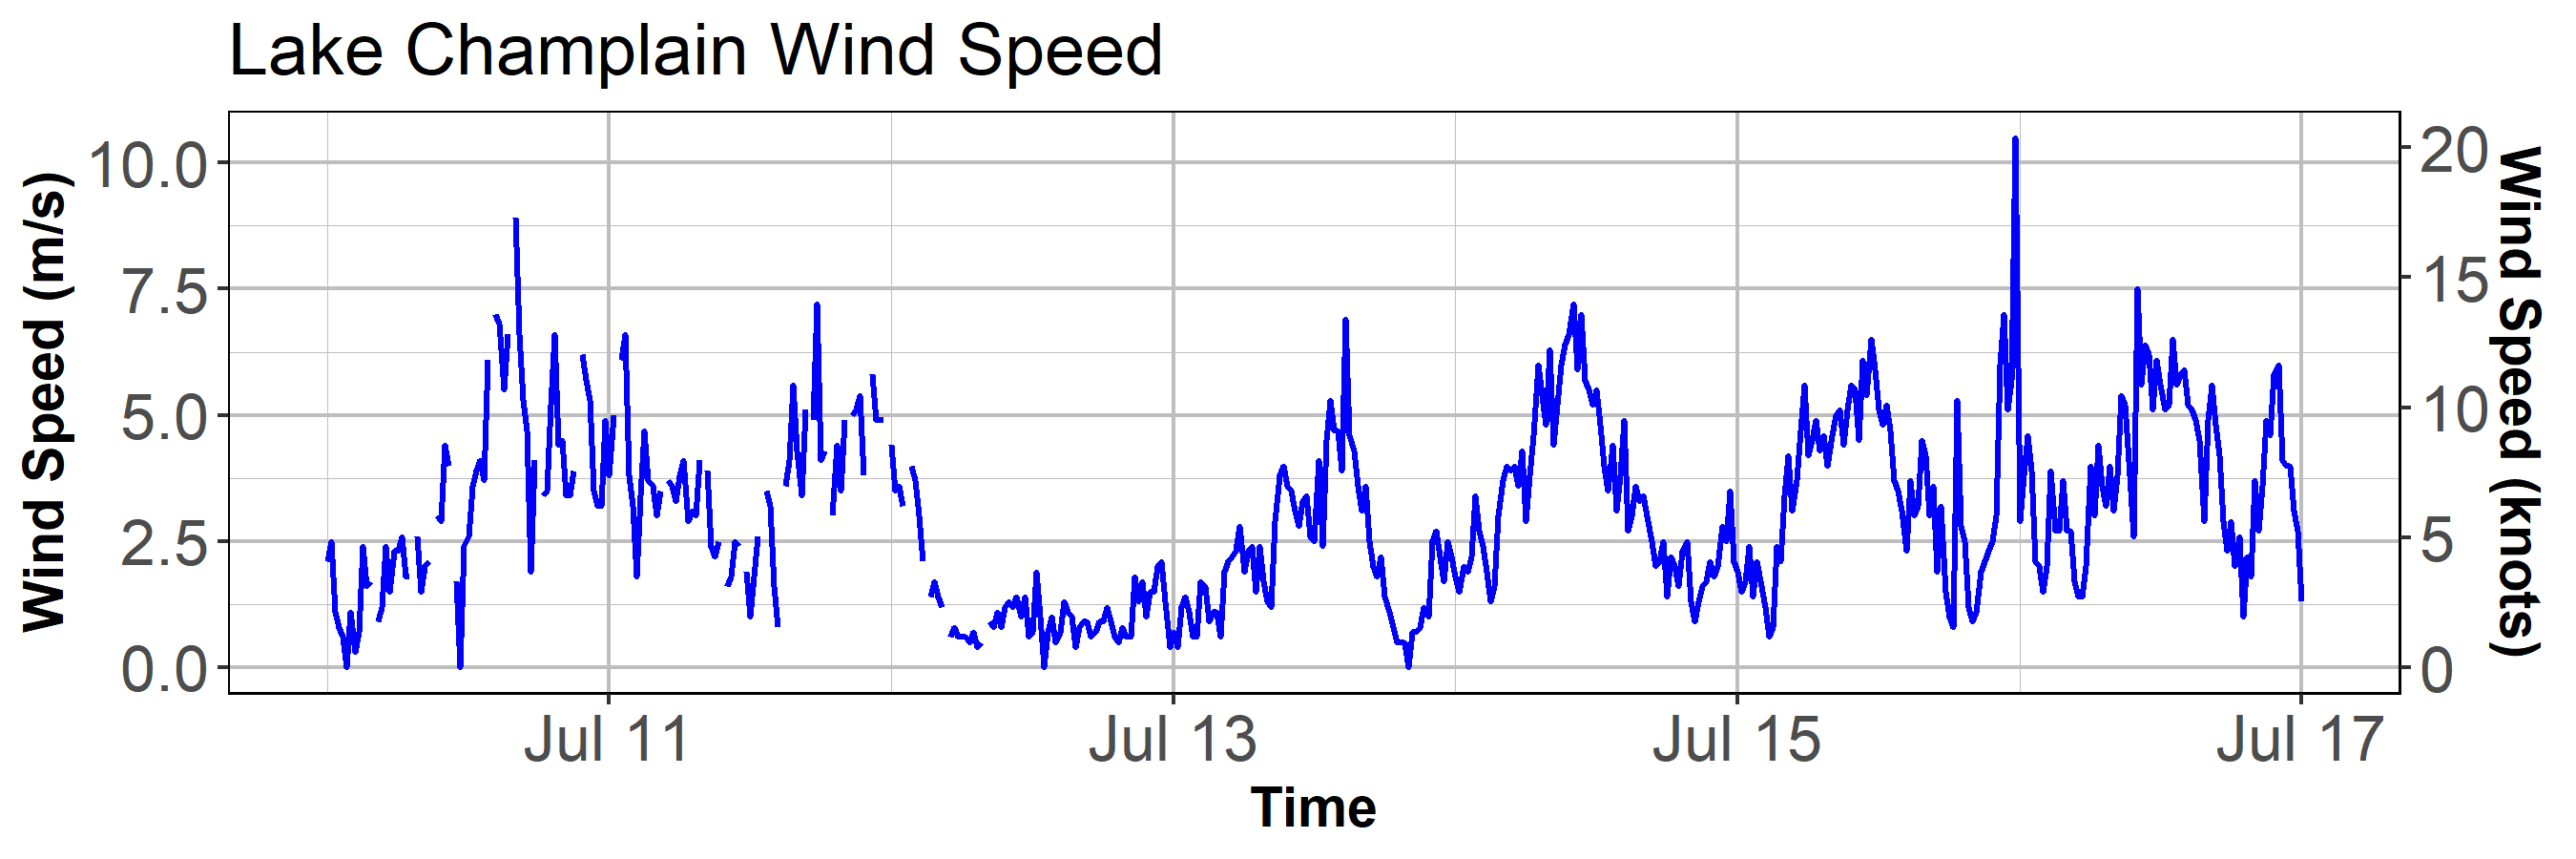 Lake Champlain Wind Speed
Wind Speed (m/s)
10.0
7.5
5.0
2.5
0.0
20
15
10
5
0
Wind Speed (knots)
Jul 11
Jul 13
Jul 15
Jul 17
Time